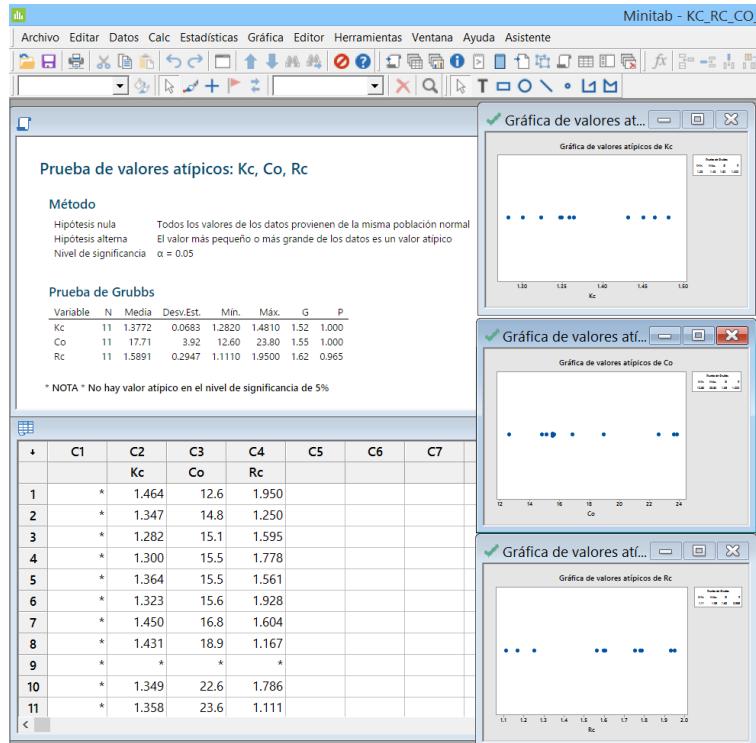 Minitab - KC_RC_CO_
Archivo Editar Datos Calc Estadísticas Gráfica Editor Herramientas Ventana Ayuda Asistente
Prueba de valores atípicos: Kc, Co, Rc
Método
Hipótesis nula Todos los valores de los datos provienen de la misma población normal
Hipótesis alterna El valor más pequeño o más grande de los datos es un valor atípico
Nivel de significancia α = 0.05
Prueba de Grubbs
Variable N Media Desv.Est. Mín. Máx. G P
Kc 11 1.3772 0.0683 1.2820 1.4810 1.52 1.000
Co 11 17.71 3.92 12.60 23.80 1.55 1.000
Rc 11 1.5891 0.2947 1.1110 1.9500 1.62 0.965
* NOTA * No hay valor atípico en el nivel de significancia de 5%
C1 C2 C3 C4 C5 C6 C7
Kc Co Rc
1 * 1.464 12.6 1.950
2 * 1.347 14.8 1.250
3 * 1.282 15.1 1.595
4 * 1.300 15.5 1.778
5 * 1.364 15.5 1.561
6 * 1.323 15.6 1.928
7 * 1.450 16.8 1.604
8 * 1.431 18.9 1.167
9 * * * *
10 * 1.349 22.6 1.786
11 * 1.358 23.6 1.111
Gráfica de valores at...
Gráfica de valores atípicos de Kc
1.30 1.35 1.40 1.45 1.50
Kc
Gráfica de valores at...
Gráfica de valores atípicos de Co
12 14 16 18 20 22 24
Co
Gráfica de valores atí...
Gráfica de valores atípicos de Rc
1.1 1.2 1.3 1.4 1.5 1.6 1.7 1.8 1.9 2.0
Rc